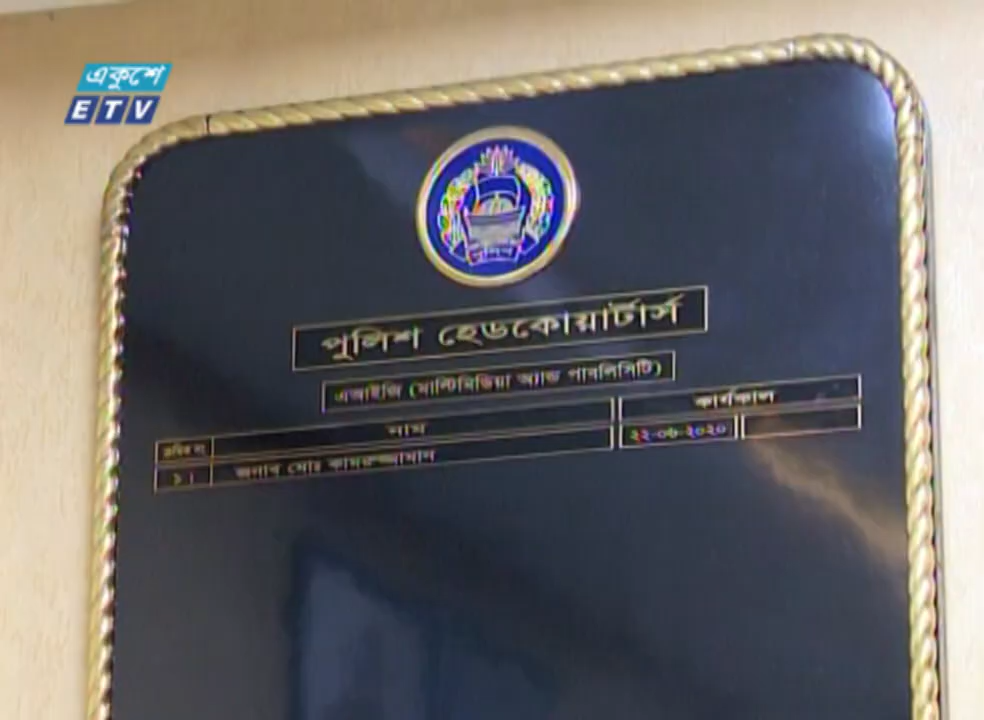 একুশে
ETV
পুলিশ
পুলিশ হেডকোয়ার্টার্স
এআইজি (মাল্টিমিডিয়া অ্যান্ড পাবলিসিটি)
ক্রমিক নং নাম কার্যকাল
১। জনাব মোঃ কামরুজ্জামান ২২-০৬-২০২০